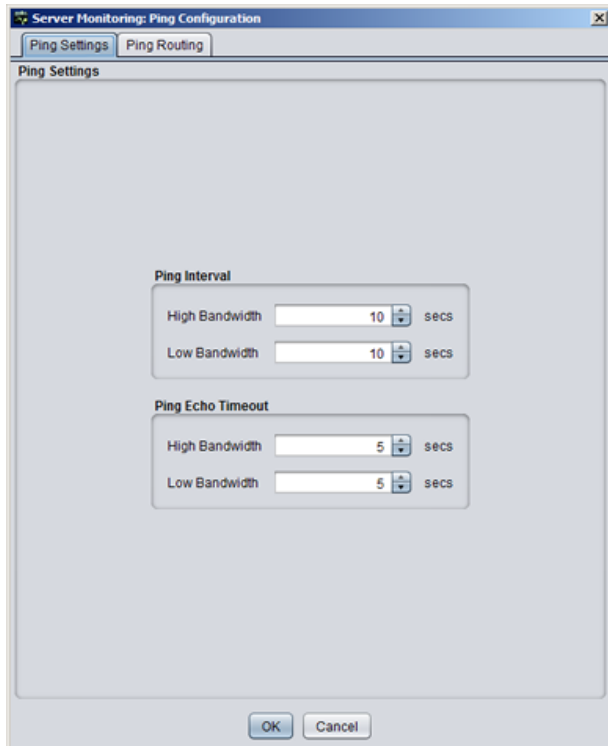 Server Monitoring: Ping Configuration
Ping Settings Ping Routing
Ping Settings
Ping Interval
High Bandwidth 10 secs
Low Bandwidth 10 secs
Ping Echo Timeout
High Bandwidth 5 secs
Low Bandwidth 5 secs
OK Cancel